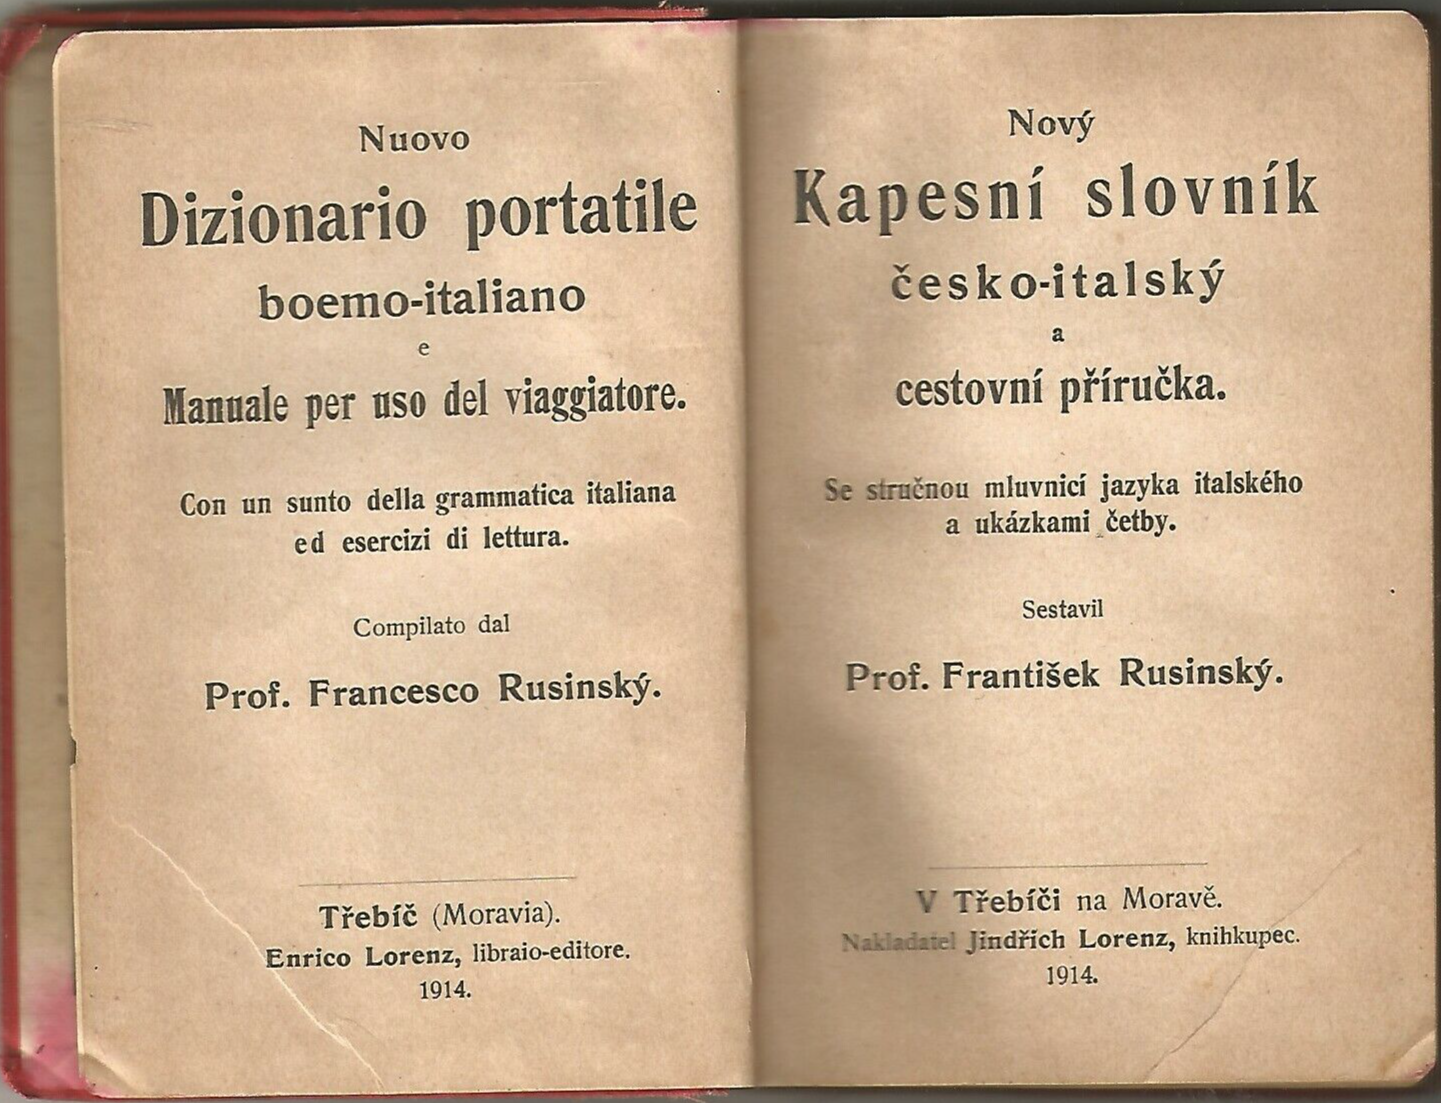 Nuovo
Dizionario portatile
boemo-italiano
e
Manuale per uso del viaggiatore.
Con un sunto della grammatica italiana
ed esercizi di lettura.
Compilato dal
Prof. Francesco Rusinský.
Třebíč (Moravia).
Enrico Lorenz, libraio-editore.
1914.
Nový
Kapesní slovník
česko-italský
a
cestovní příručka.
Se stručnou mluvnicí jazyka italského
a ukázkami četby.
Sestavil
Prof. František Rusinský.
V Třebíči na Moravě.
Nakladatel Jindřich Lorenz, knihkupec.
1914.